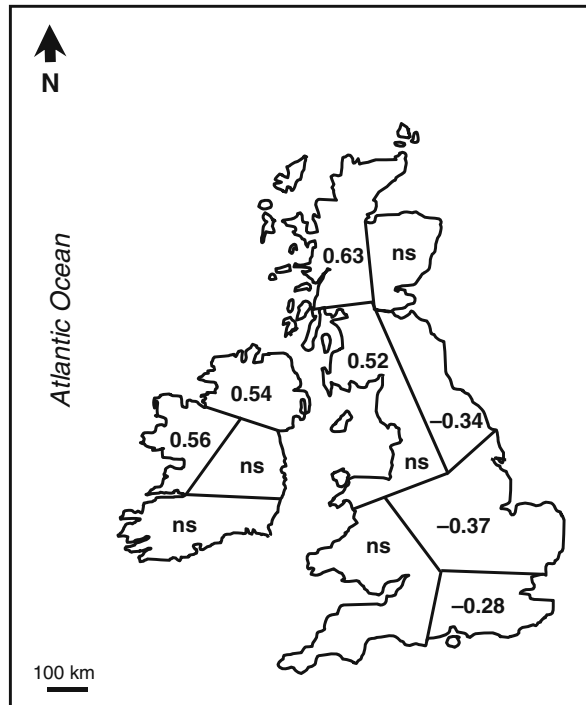 N
Atlantic Ocean
0.63
ns
0.52
0.54
−0.34
0.56
ns
ns
ns
ns
−0.37
−0.28
100 km